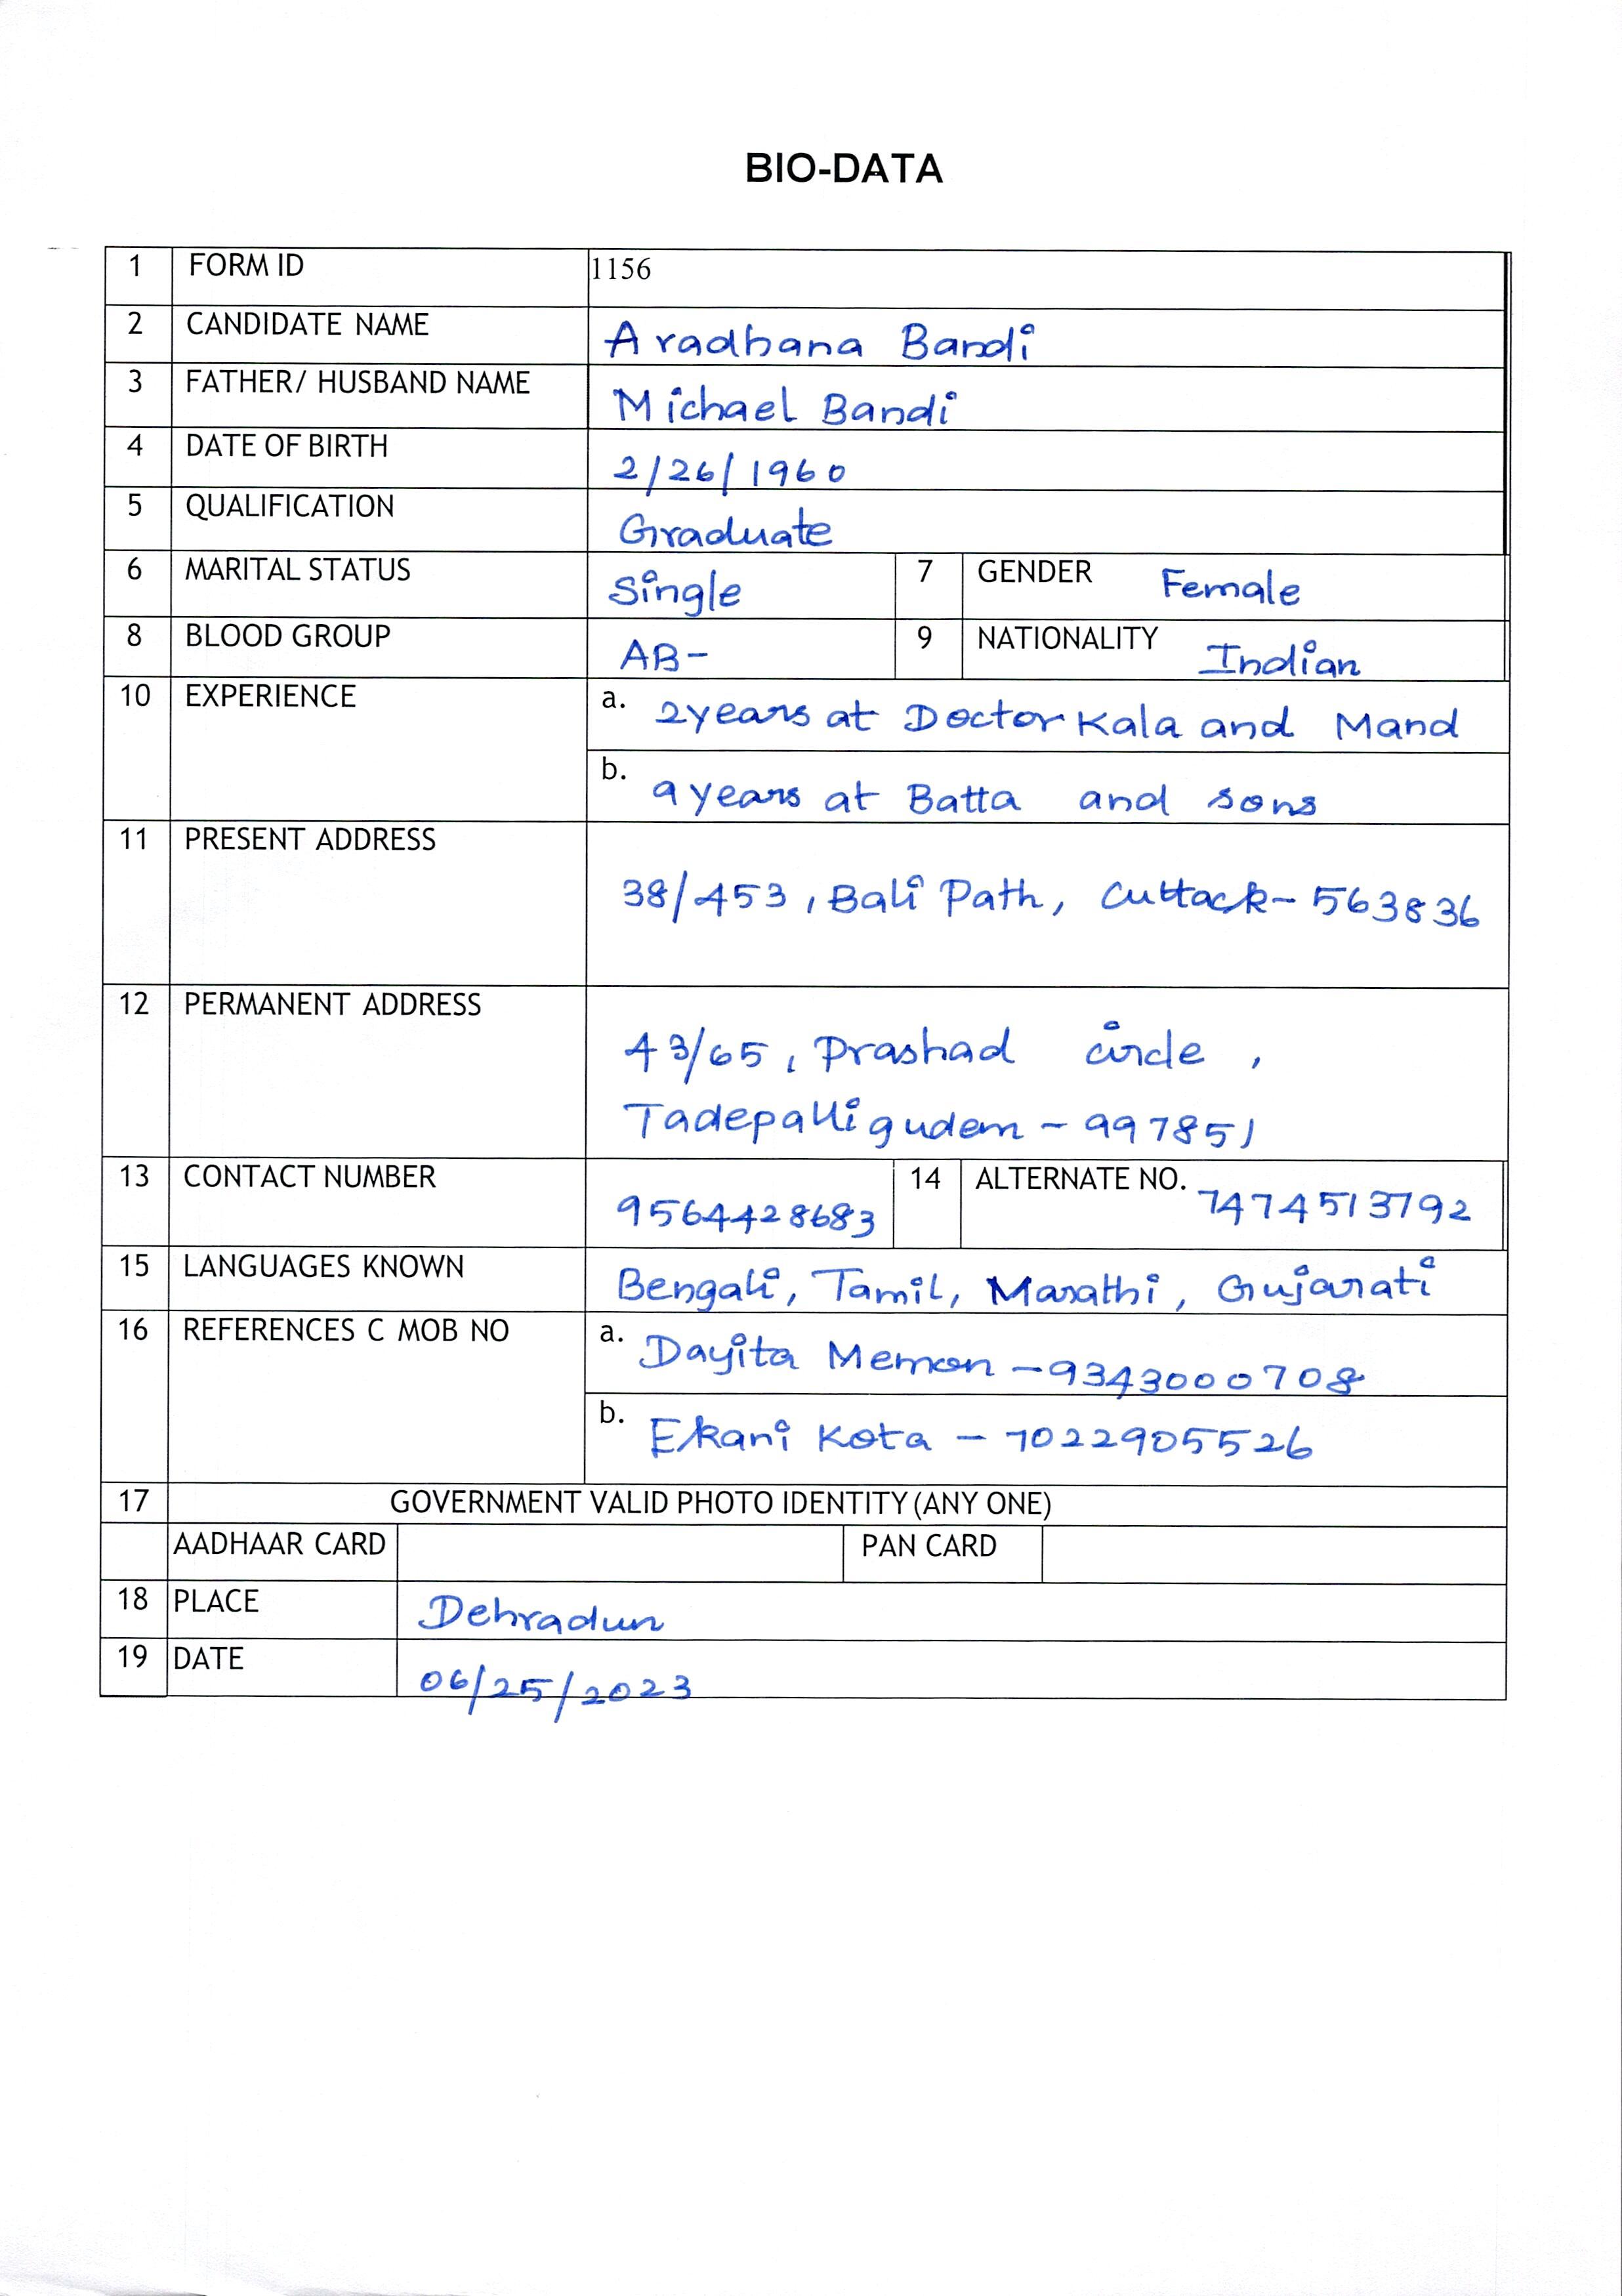 BIO-DATA
1 FORM ID 1156
2 CANDIDATE NAME Aradhana Bandi
3 FATHER/ HUSBAND NAME Michael Bandi
4 DATE OF BIRTH 2/26/1960
5 QUALIFICATION Graduate
6 MARITAL STATUS Single 7 GENDER Female
8 BLOOD GROUP AB- 9 NATIONALITY Indian
10 EXPERIENCE a. 2years at Doctor Kala and Mand
b. 9years at Batta and sons
11 PRESENT ADDRESS
38/453, Bali Path, Cuttack-563836
12 PERMANENT ADDRESS
43/65, Prashad circle,
Tadepalligudem-997851
13 CONTACT NUMBER 9564428683 14 ALTERNATE NO. 7474513792
15 LANGUAGES KNOWN Bengali, Tamil, Marathi, Gujarati
16 REFERENCES C MOB NO a. Dayita Memon -9343000708
b. Ekani Kota - 7022905526
17 GOVERNMENT VALID PHOTO IDENTITY (ANY ONE)
AADHAAR CARD PAN CARD
18 PLACE Dehradun
19 DATE 06/25/2023